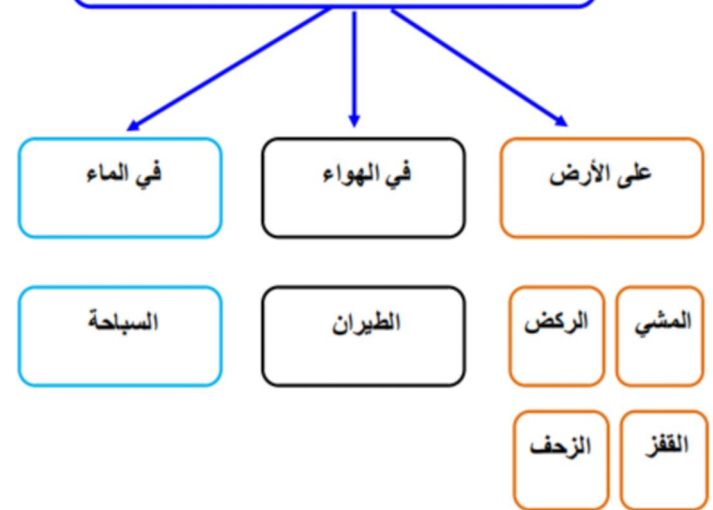 على الأرض
في الهواء
في الماء
المشي
الركض
الطيران
السباحة
القفز
الزحف